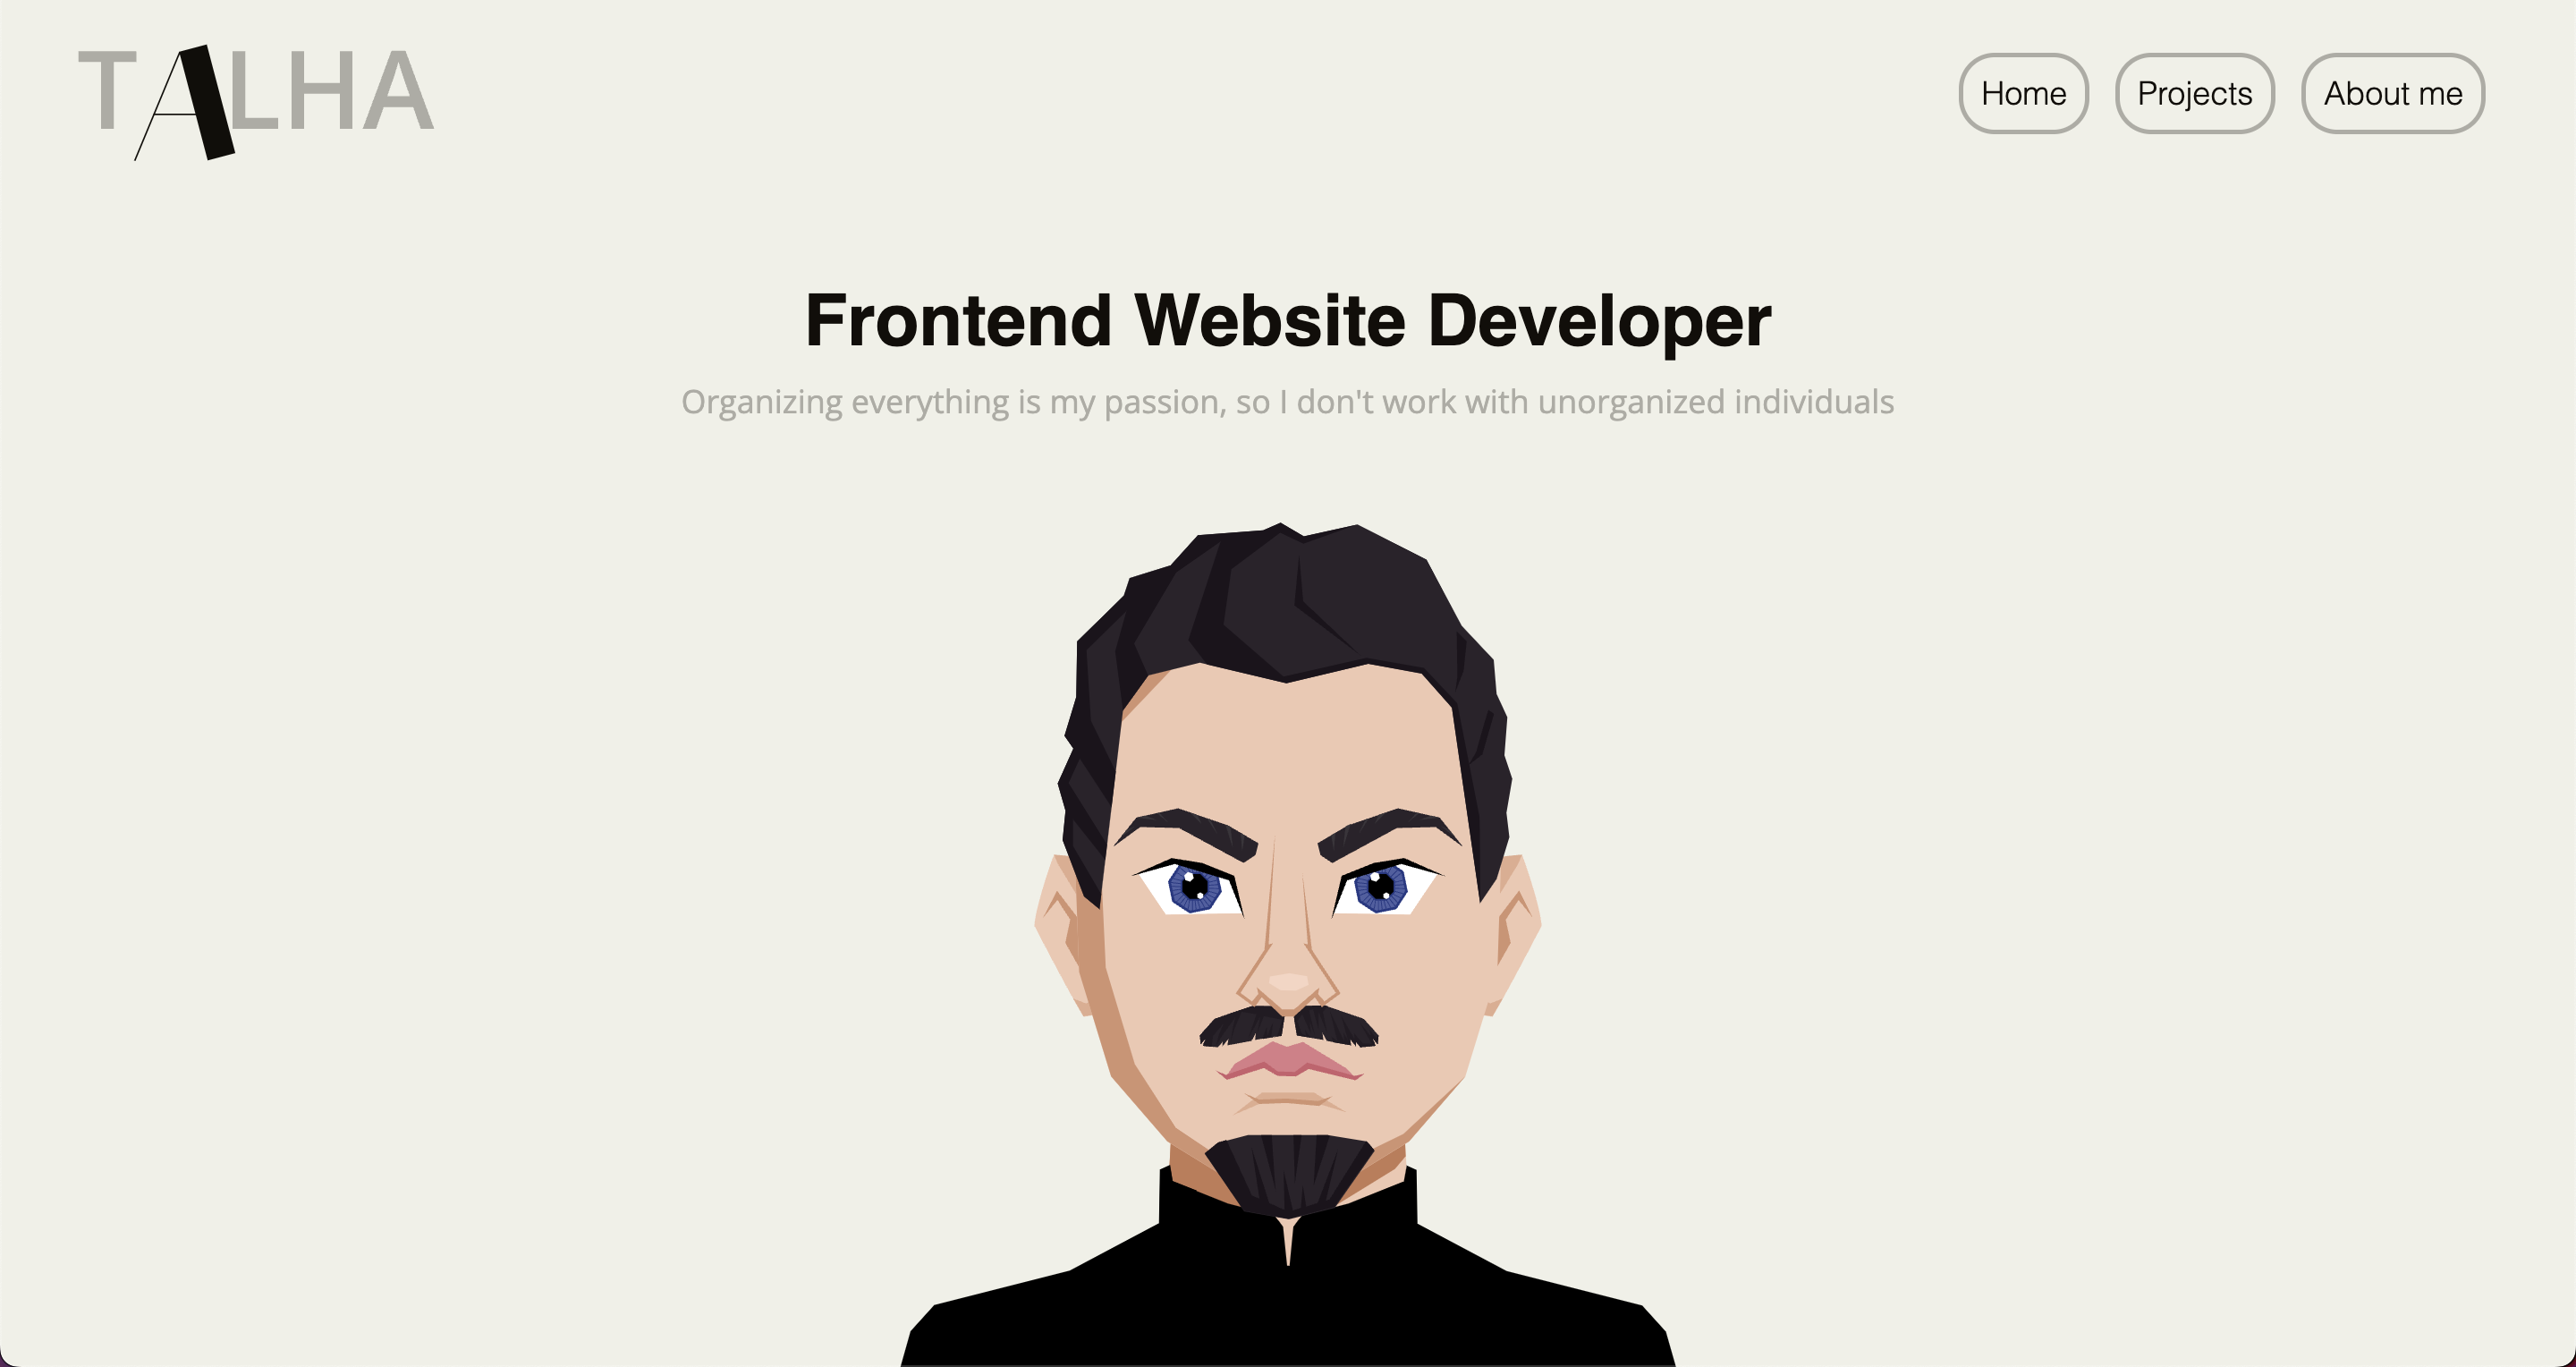 TALHA
Home Projects About me
Frontend Website Developer
Organizing everything is my passion, so I don't work with unorganized individuals